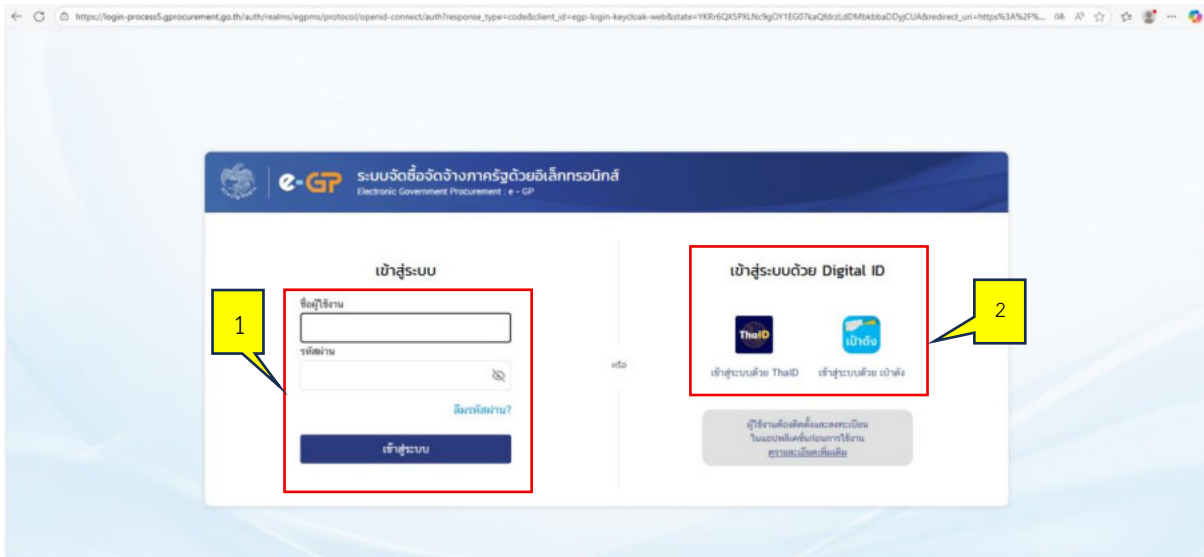 ระบบจัดซื้อจัดจ้างภาครัฐด้วยอิเล็กทรอนิกส์
e-GP
Electronic Government Procurement : e - GP
เข้าสู่ระบบ
ชื่อผู้ใช้งาน
1
รหัสผ่าน
ลืมรหัสผ่าน?
เข้าสู่ระบบ
หรือ
เข้าสู่ระบบด้วย Digital ID
2
ThaID
เป๋าตัง
เข้าสู่ระบบด้วย ThaID
เข้าสู่ระบบด้วย เป๋าตัง
ผู้ใช้งานต้องติดตั้งและลงทะเบียน
ในแอปพลิเคชั่นก่อนการใช้งาน
ดูรายละเอียดเพิ่มเติม